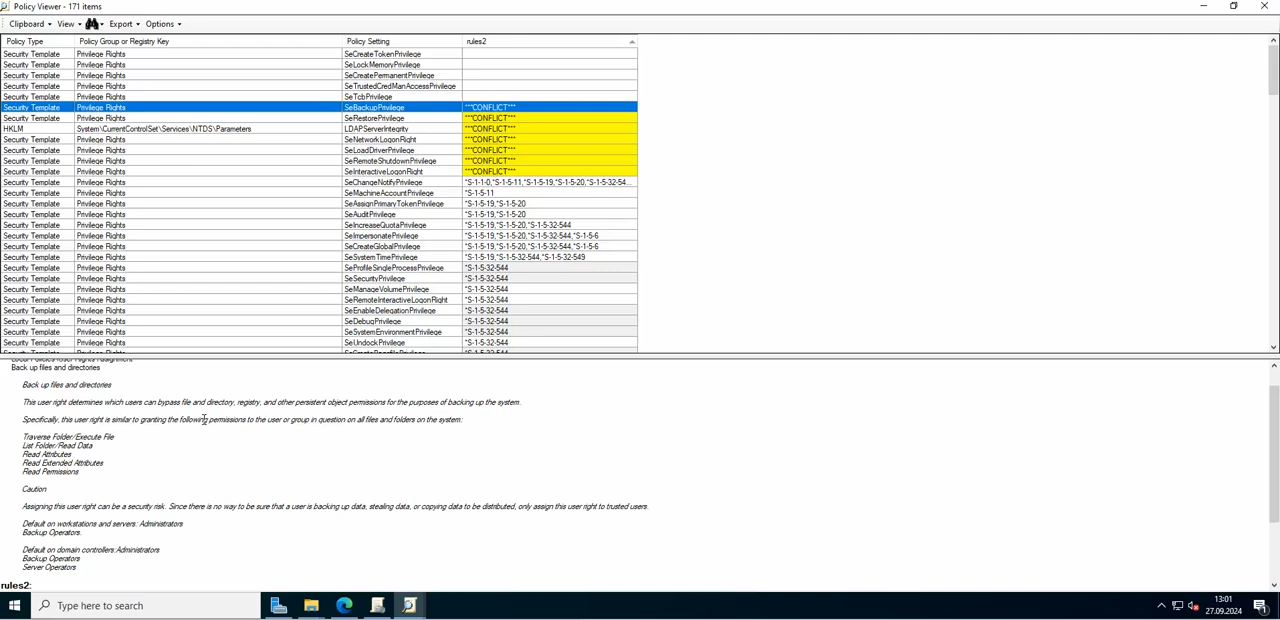 Policy Viewer - 171 items
Clipboard View Export Options
Policy Type Policy Group or Registry Key Policy Setting rules2
Security Template Privilege Rights SeCreateTokenPrivilege
Security Template Privilege Rights SeLockMemoryPrivilege
Security Template Privilege Rights SeCreatePermanentPrivilege
Security Template Privilege Rights SeTrustedCredManAccessPrivilege
Security Template Privilege Rights SeTcbPrivilege
Security Template Privilege Rights SeBackupPrivilege ***CONFLICT***
Security Template Privilege Rights SeRestorePrivilege ***CONFLICT***
HKLM System\CurrentControlSet\Services\NTDS\Parameters LDAPServerIntegrity ***CONFLICT***
Security Template Privilege Rights SeNetworkLogonRight ***CONFLICT***
Security Template Privilege Rights SeLoadDriverPrivilege ***CONFLICT***
Security Template Privilege Rights SeRemoteShutdownPrivilege ***CONFLICT***
Security Template Privilege Rights SeInteractiveLogonRight ***CONFLICT***
Security Template Privilege Rights SeChangeNotifyPrivilege *S-1-1-0,*S-1-5-11,*S-1-5-19,*S-1-5-20,*S-1-5-32-54...
Security Template Privilege Rights SeMachineAccountPrivilege *S-1-5-11
Security Template Privilege Rights SeAssignPrimaryTokenPrivilege *S-1-5-19,*S-1-5-20
Security Template Privilege Rights SeAuditPrivilege *S-1-5-19,*S-1-5-20
Security Template Privilege Rights SeIncreaseQuotaPrivilege *S-1-5-19,*S-1-5-20,*S-1-5-32-544
Security Template Privilege Rights SeImpersonatePrivilege *S-1-5-19,*S-1-5-20,*S-1-5-32-544,*S-1-5-6
Security Template Privilege Rights SeCreateGlobalPrivilege *S-1-5-19,*S-1-5-20,*S-1-5-32-544,*S-1-5-6
Security Template Privilege Rights SeSystemTimePrivilege *S-1-5-19,*S-1-5-32-544,*S-1-5-32-549
Security Template Privilege Rights SeProfileSingleProcessPrivilege *S-1-5-32-544
Security Template Privilege Rights SeSecurityPrivilege *S-1-5-32-544
Security Template Privilege Rights SeManageVolumePrivilege *S-1-5-32-544
Security Template Privilege Rights SeRemoteInteractiveLogonRight *S-1-5-32-544
Security Template Privilege Rights SeEnableDelegationPrivilege *S-1-5-32-544
Security Template Privilege Rights SeDebugPrivilege *S-1-5-32-544
Security Template Privilege Rights SeSystemEnvironmentPrivilege *S-1-5-32-544
Security Template Privilege Rights SeUndockPrivilege *S-1-5-32-544
Back up files and directories
Back up files and directories
This user right determines which users can bypass file and directory, registry, and other persistent object permissions for the purposes of backing up the system.
Specifically, this user right is similar to granting the following permissions to the user or group in question on all files and folders on the system:
Traverse Folder/Execute File
List Folder/Read Data
Read Attributes
Read Extended Attributes
Read Permissions
Caution
Assigning this user right can be a security risk. Since there is no way to be sure that a user is backing up data, stealing data, or copying data to be distributed, only assign this user right to trusted users.
Default on workstations and servers: Administrators
Backup Operators.
Default on domain controllers:Administrators
Backup Operators
Server Operators
rules2:
Type here to search
13:01
27.09.2024
1